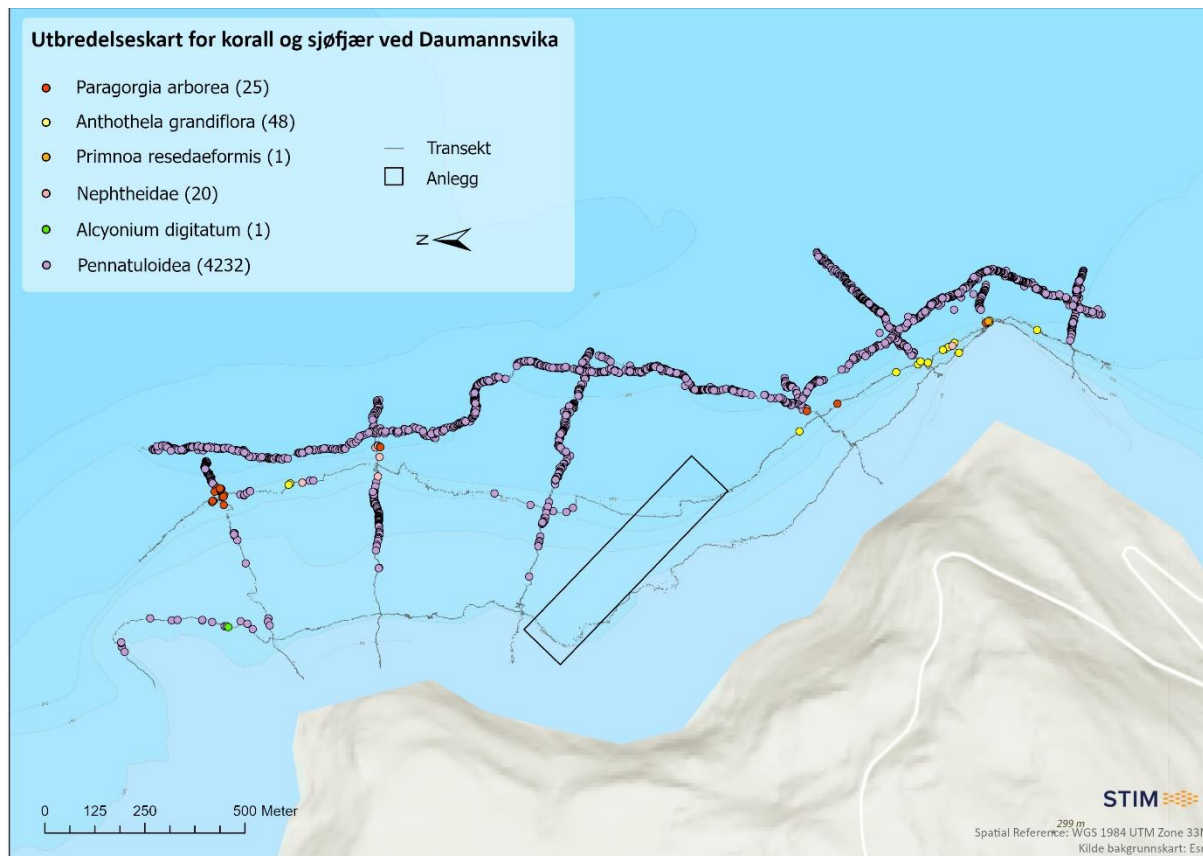 Utbredelseskart for korall og sjøfjær ved Daumannsvika
Paragorgia arborea (25)
Anthothela grandiflora (48)
Primnoa resedaeformis (1)
Nephtheidae (20)
Alcyonium digitatum (1)
Pennatuloidea (4232)
Transekt
Anlegg
N
0 125 250 500 Meter
STIM
299 m
Spatial Reference: WGS 1984 UTM Zone 33N
Kilde bakgrunnskart: Es